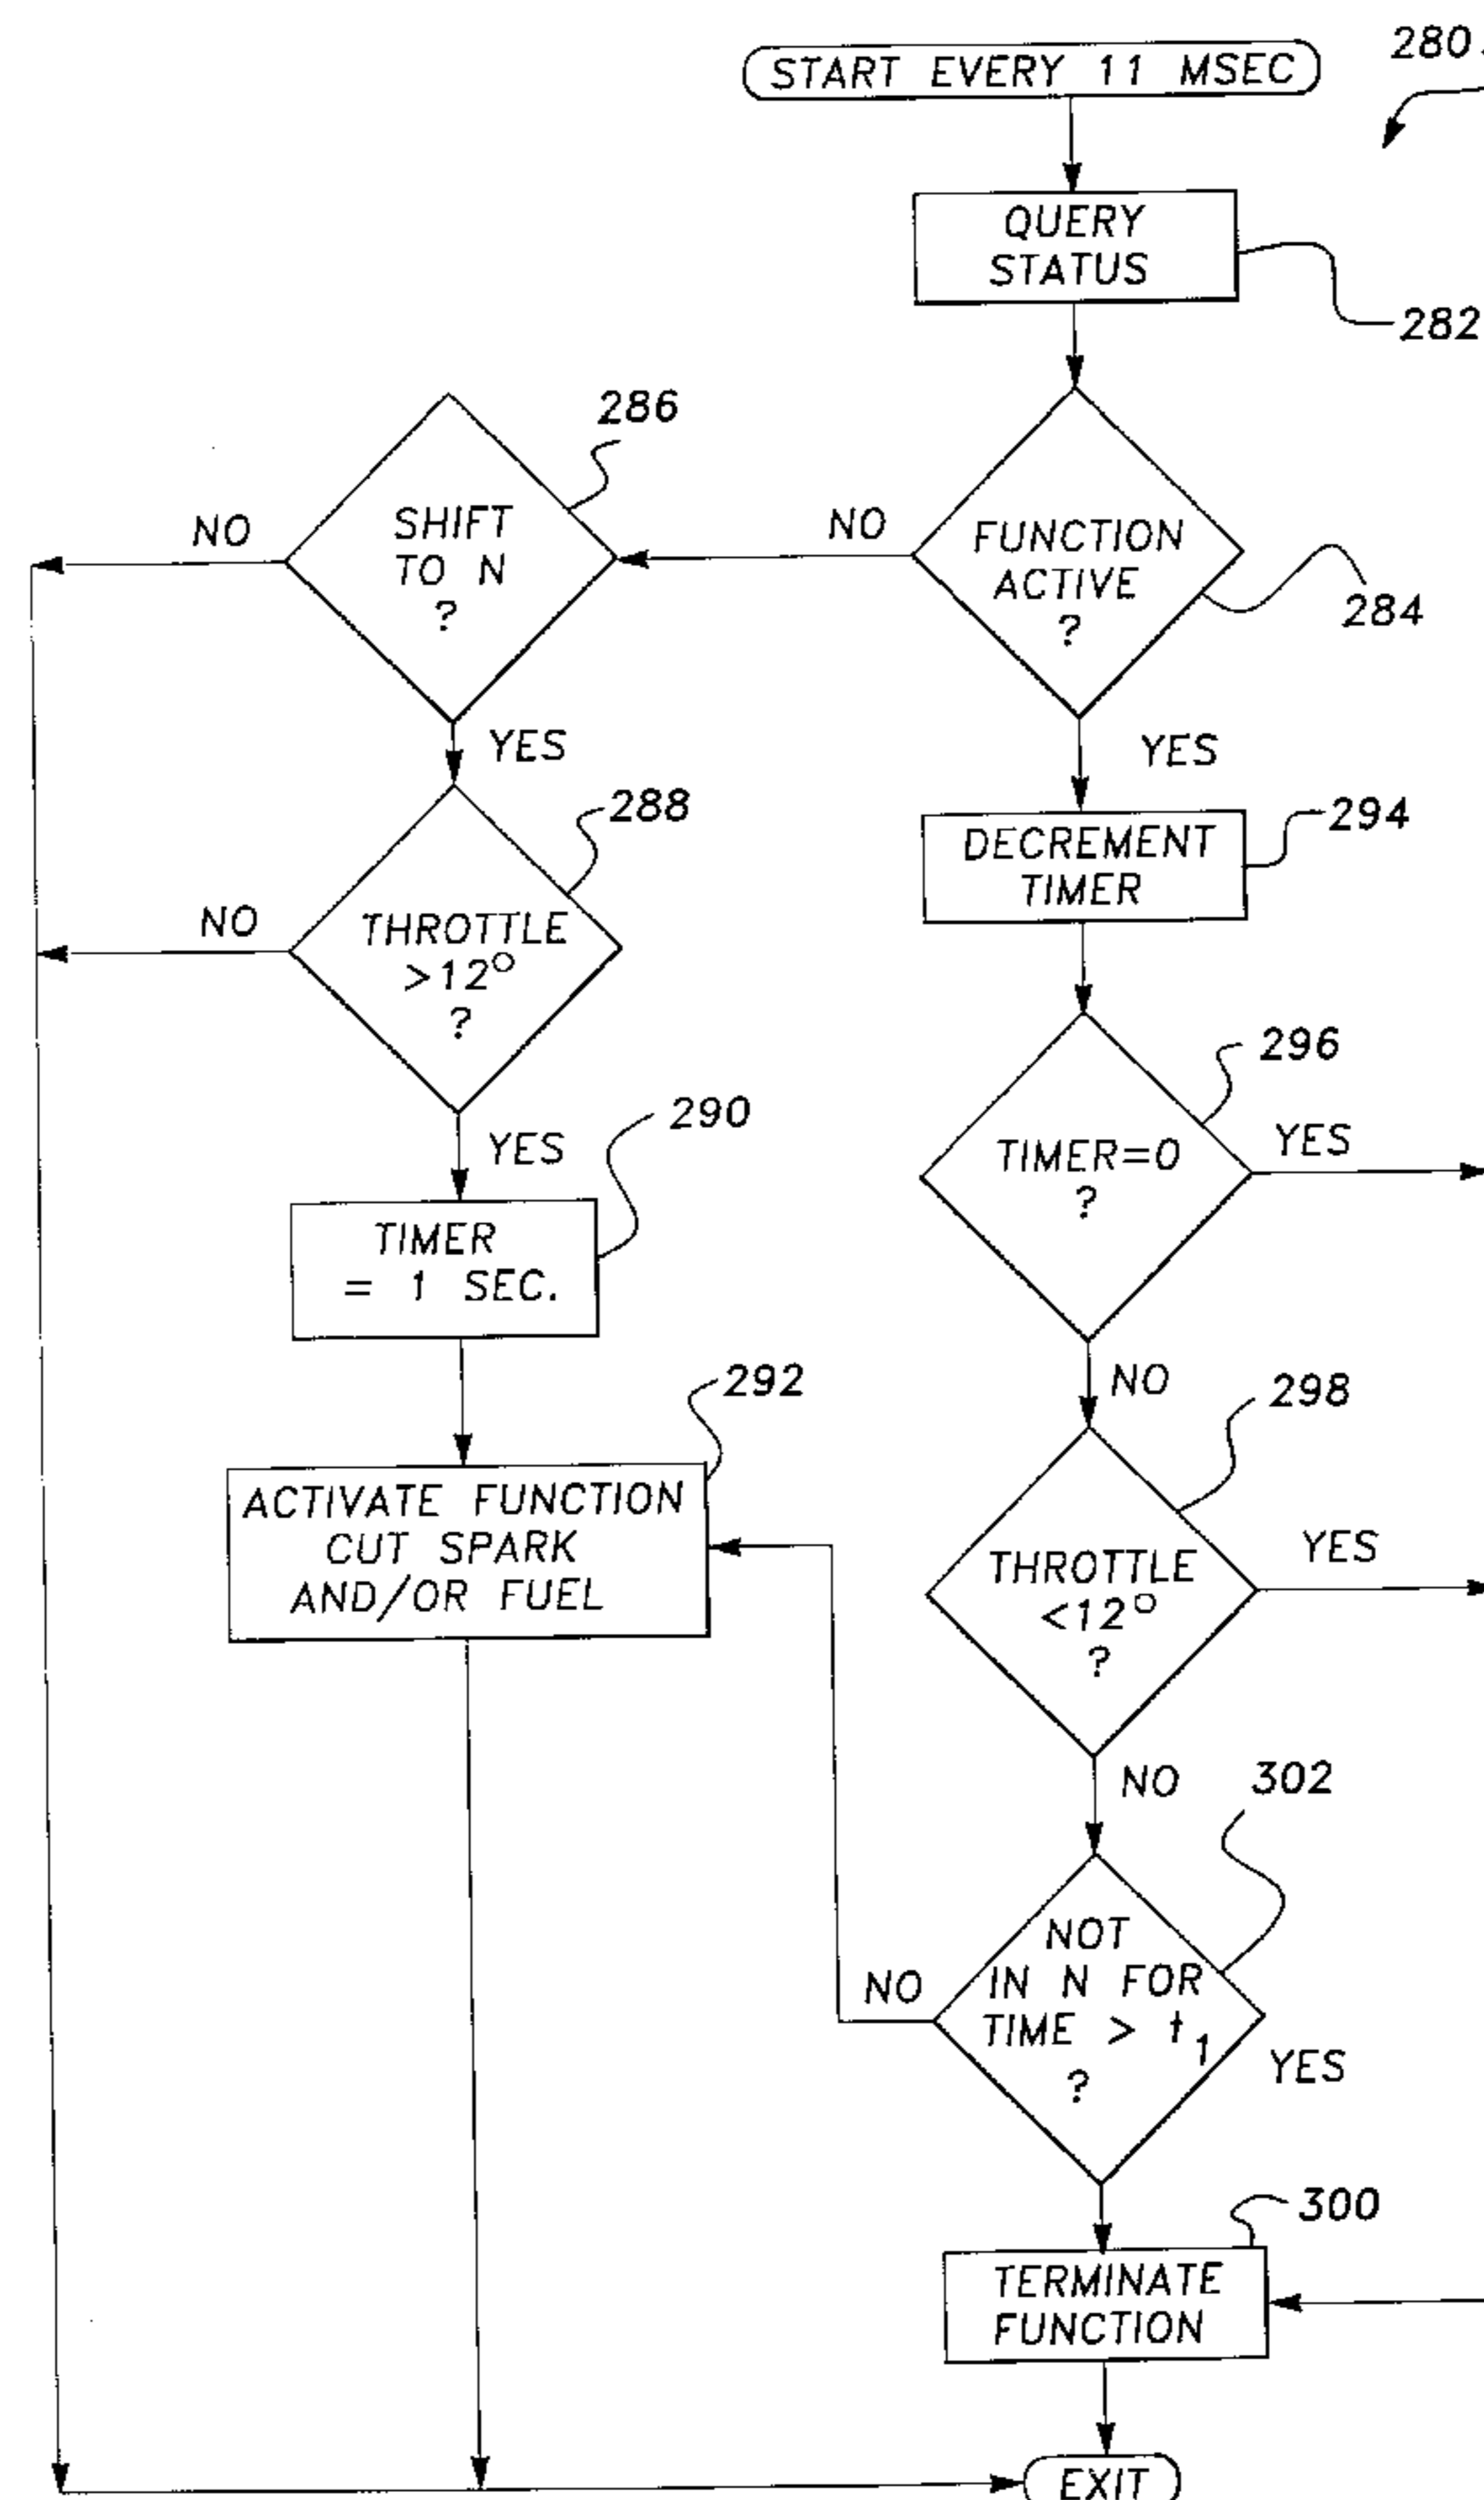 START EVERY 11 MSEC
280
QUERY
STATUS
282
286
SHIFT
TO N
?
NO
NO
FUNCTION
ACTIVE
?
284
YES
YES
288
THROTTLE
>12°
?
NO
DECREMENT
TIMER
294
296
TIMER=0
?
YES
290
YES
TIMER
= 1 SEC.
NO
292
298
ACTIVATE FUNCTION
CUT SPARK
AND/OR FUEL
THROTTLE
<12°
?
YES
NO
302
NOT
IN N FOR
TIME > t1
?
NO
YES
300
TERMINATE
FUNCTION
EXIT